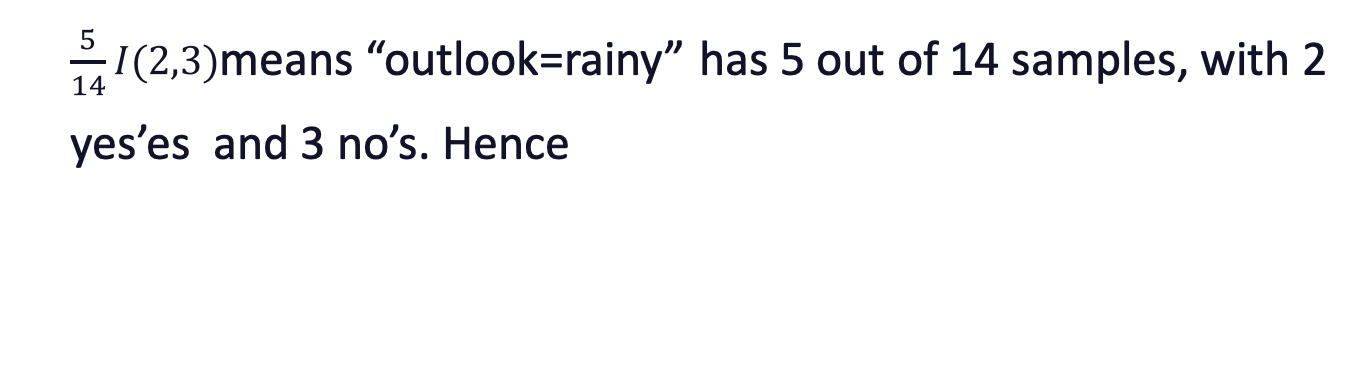 5/14 I(2,3)means “outlook=rainy” has 5 out of 14 samples, with 2
yes’es and 3 no’s. Hence